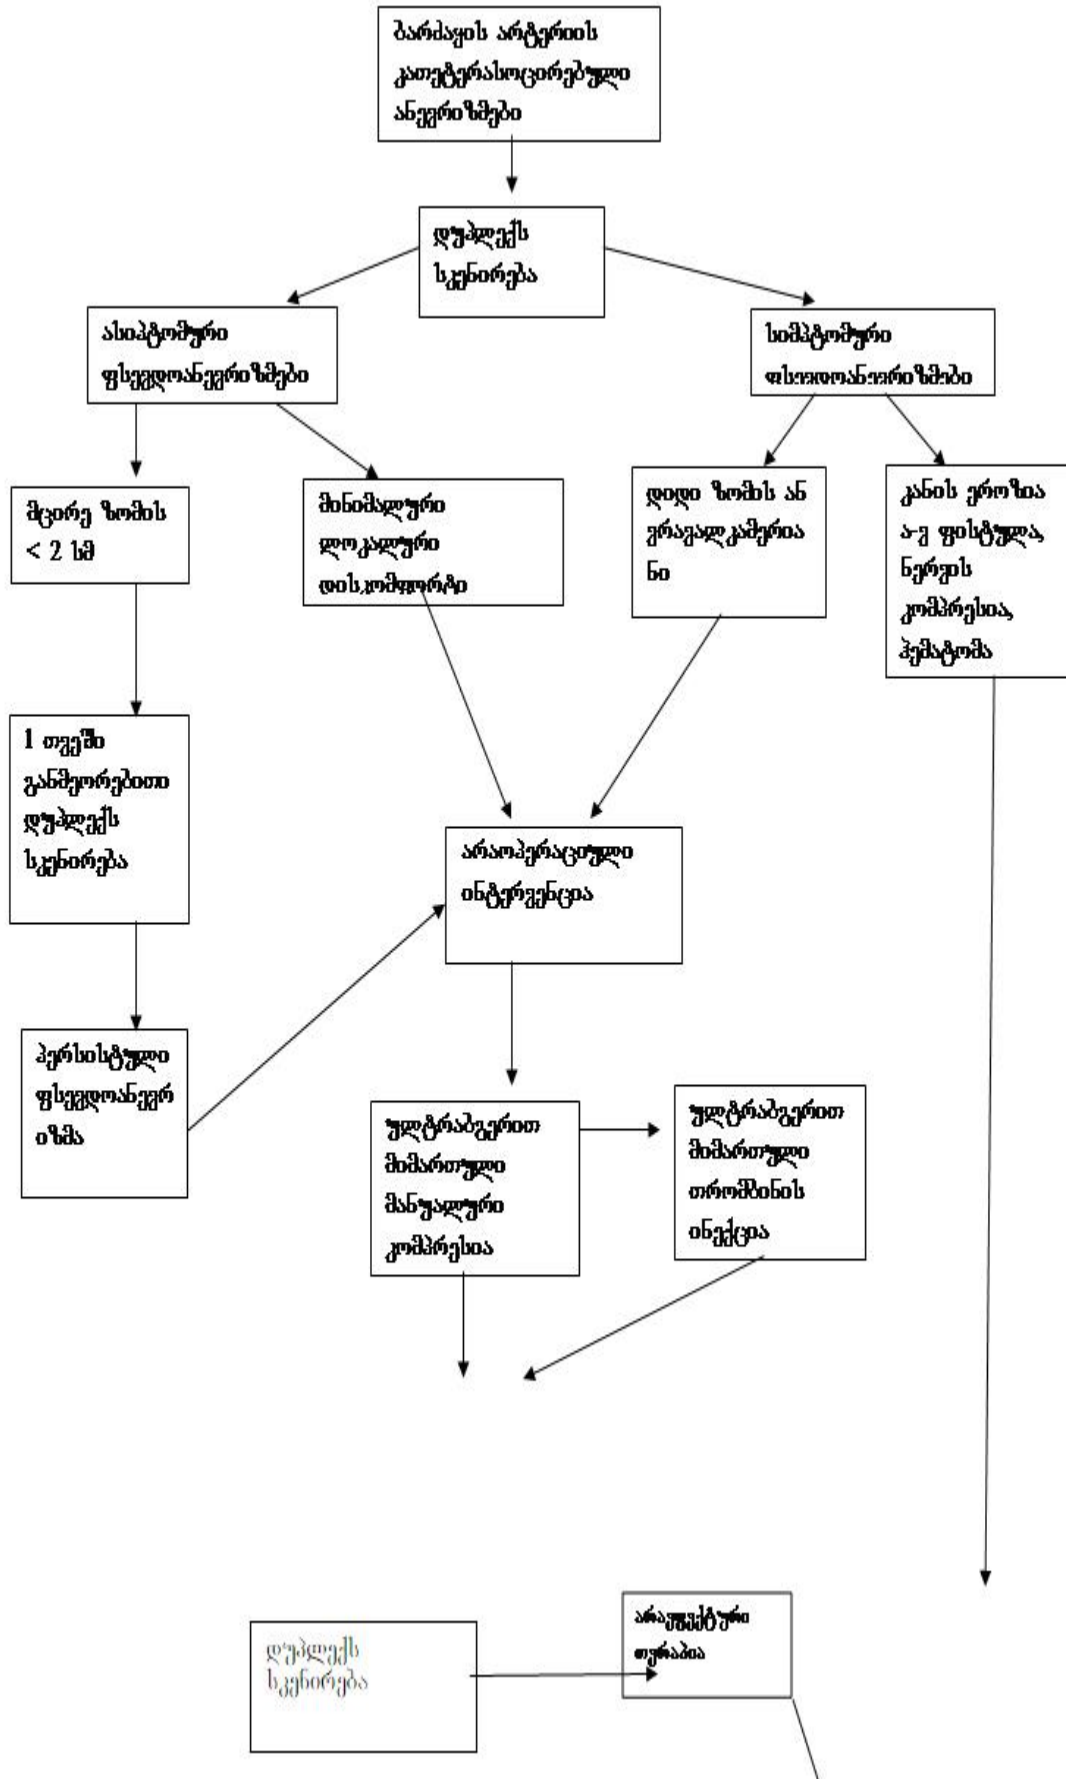 ბარძაყის არტერიის
კათეტერასოცირებული
ანევრიზმები
დუპლექს
სკენირება
ასიპტომური
ფსევდოანევრიზმები
სიმპტომური
ფსევდოანევრიზმები
მცირე ზომის
< 2 სმ
მინიმალური
ლოკალური
დისკომფორტი
დიდი ზომის ან
მრავალკამერია
ნი
კანის ეროზია
ა-ვ ფისტულა,
ნერვის
კომპრესია,
ჰემატომა
1 თვეში
განმეორებითი
დუპლექს
სკენირება
არაოპერაციული
ინტერვენცია
პერსისტული
ფსევდოანევრ
იზმა
ულტრაბგერით
მიმართული
მანუალური
კომპრესია
ულტრაბგერით
მიმართული
თრომბინის
ინექცია
დუპლექს
სკენირება
არაეფექტური
თერაპია